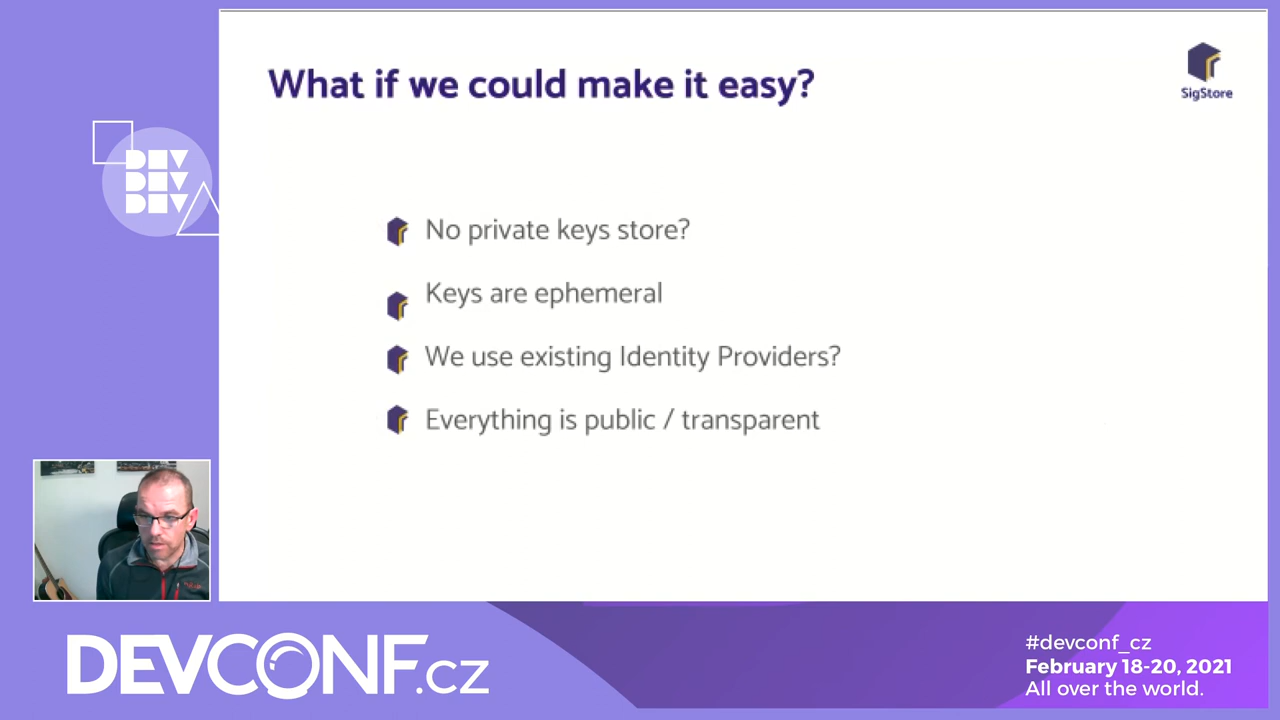 What if we could make it easy?
SigStore
DEV
DEV
DEV
No private keys store?
Keys are ephemeral
We use existing Identity Providers?
Everything is public / transparent
DEVCONF.cz
#devconf_cz
February 18-20, 2021
All over the world.